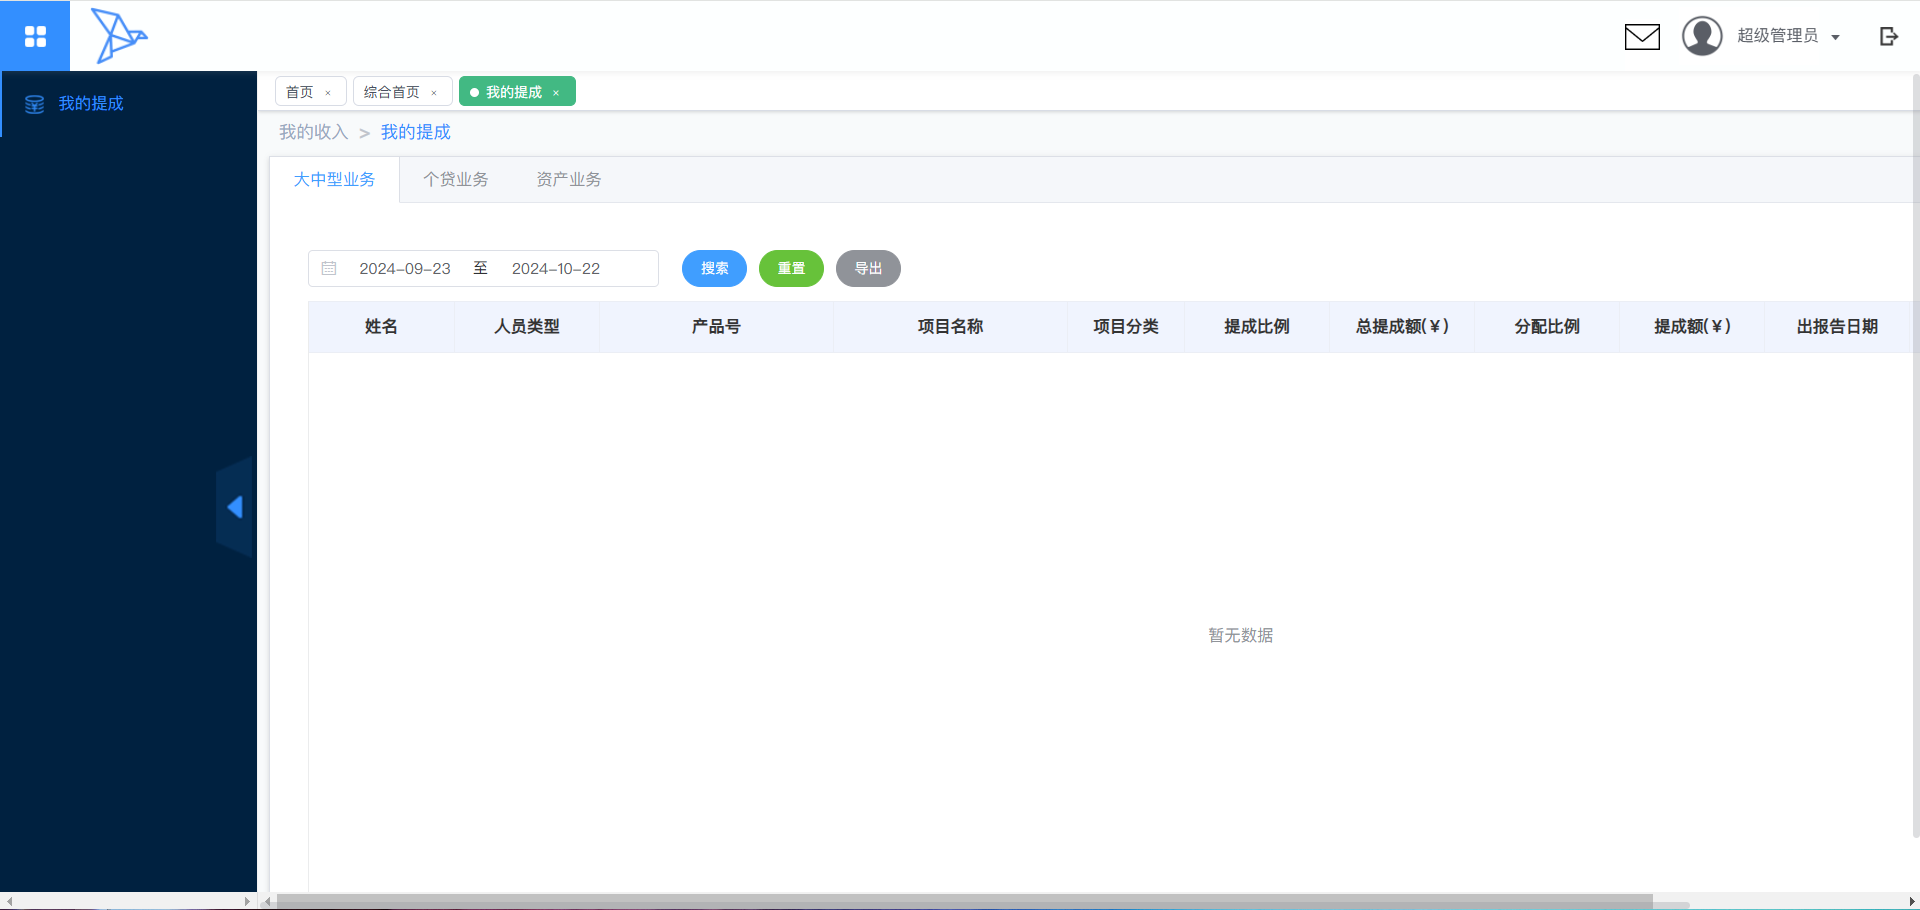 超级管理员
我的提成
首页 × 综合首页 × 我的提成 ×
我的收入 > 我的提成
大中型业务 个贷业务 资产业务
2024-09-23 至 2024-10-22 搜索 重置 导出
姓名 人员类型 产品号 项目名称 项目分类 提成比例 总提成额(¥) 分配比例 提成额(¥) 出报告日期
暂无数据